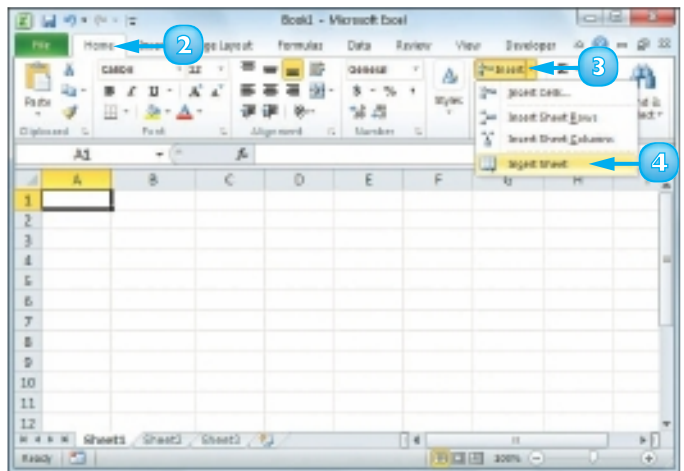 Book1 - Microsoft Excel
File Home Page Layout Formulas Data Review View Developer
2
Calibri 11 General Insert
3
Paste B I U $ % , Styles Insert Cells...
Insert Sheet Rows
Insert Sheet Columns
Clipboard Font Alignment Number
Insert Sheet
4
A1 fx
A B C D E F G H
1
2
3
4
5
6
7
8
9
10
11
12
Sheet1 Sheet2 Sheet3
Ready 100%